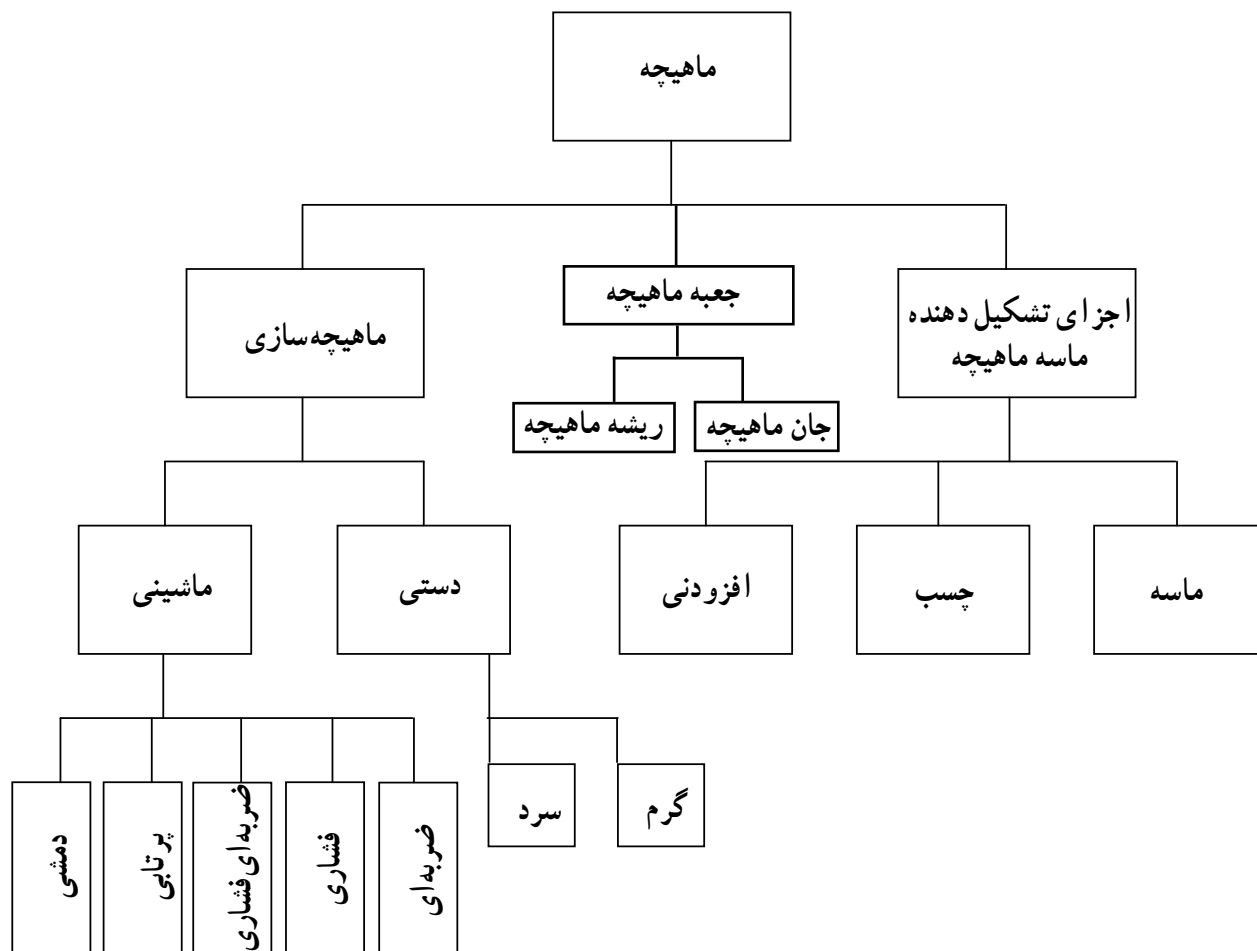 ماهیچه
اجزای تشکیل دهنده
ماسه ماهیچه
جعبه ماهیچه
ماهیچه‌سازی
جان ماهیچه
ریشه ماهیچه
ماسه
چسب
افزودنی
دستی
ماشینی
گرم
سرد
ضربه‌ای
فشاری
ضربه‌ای فشاری
پرتابی
دمشی